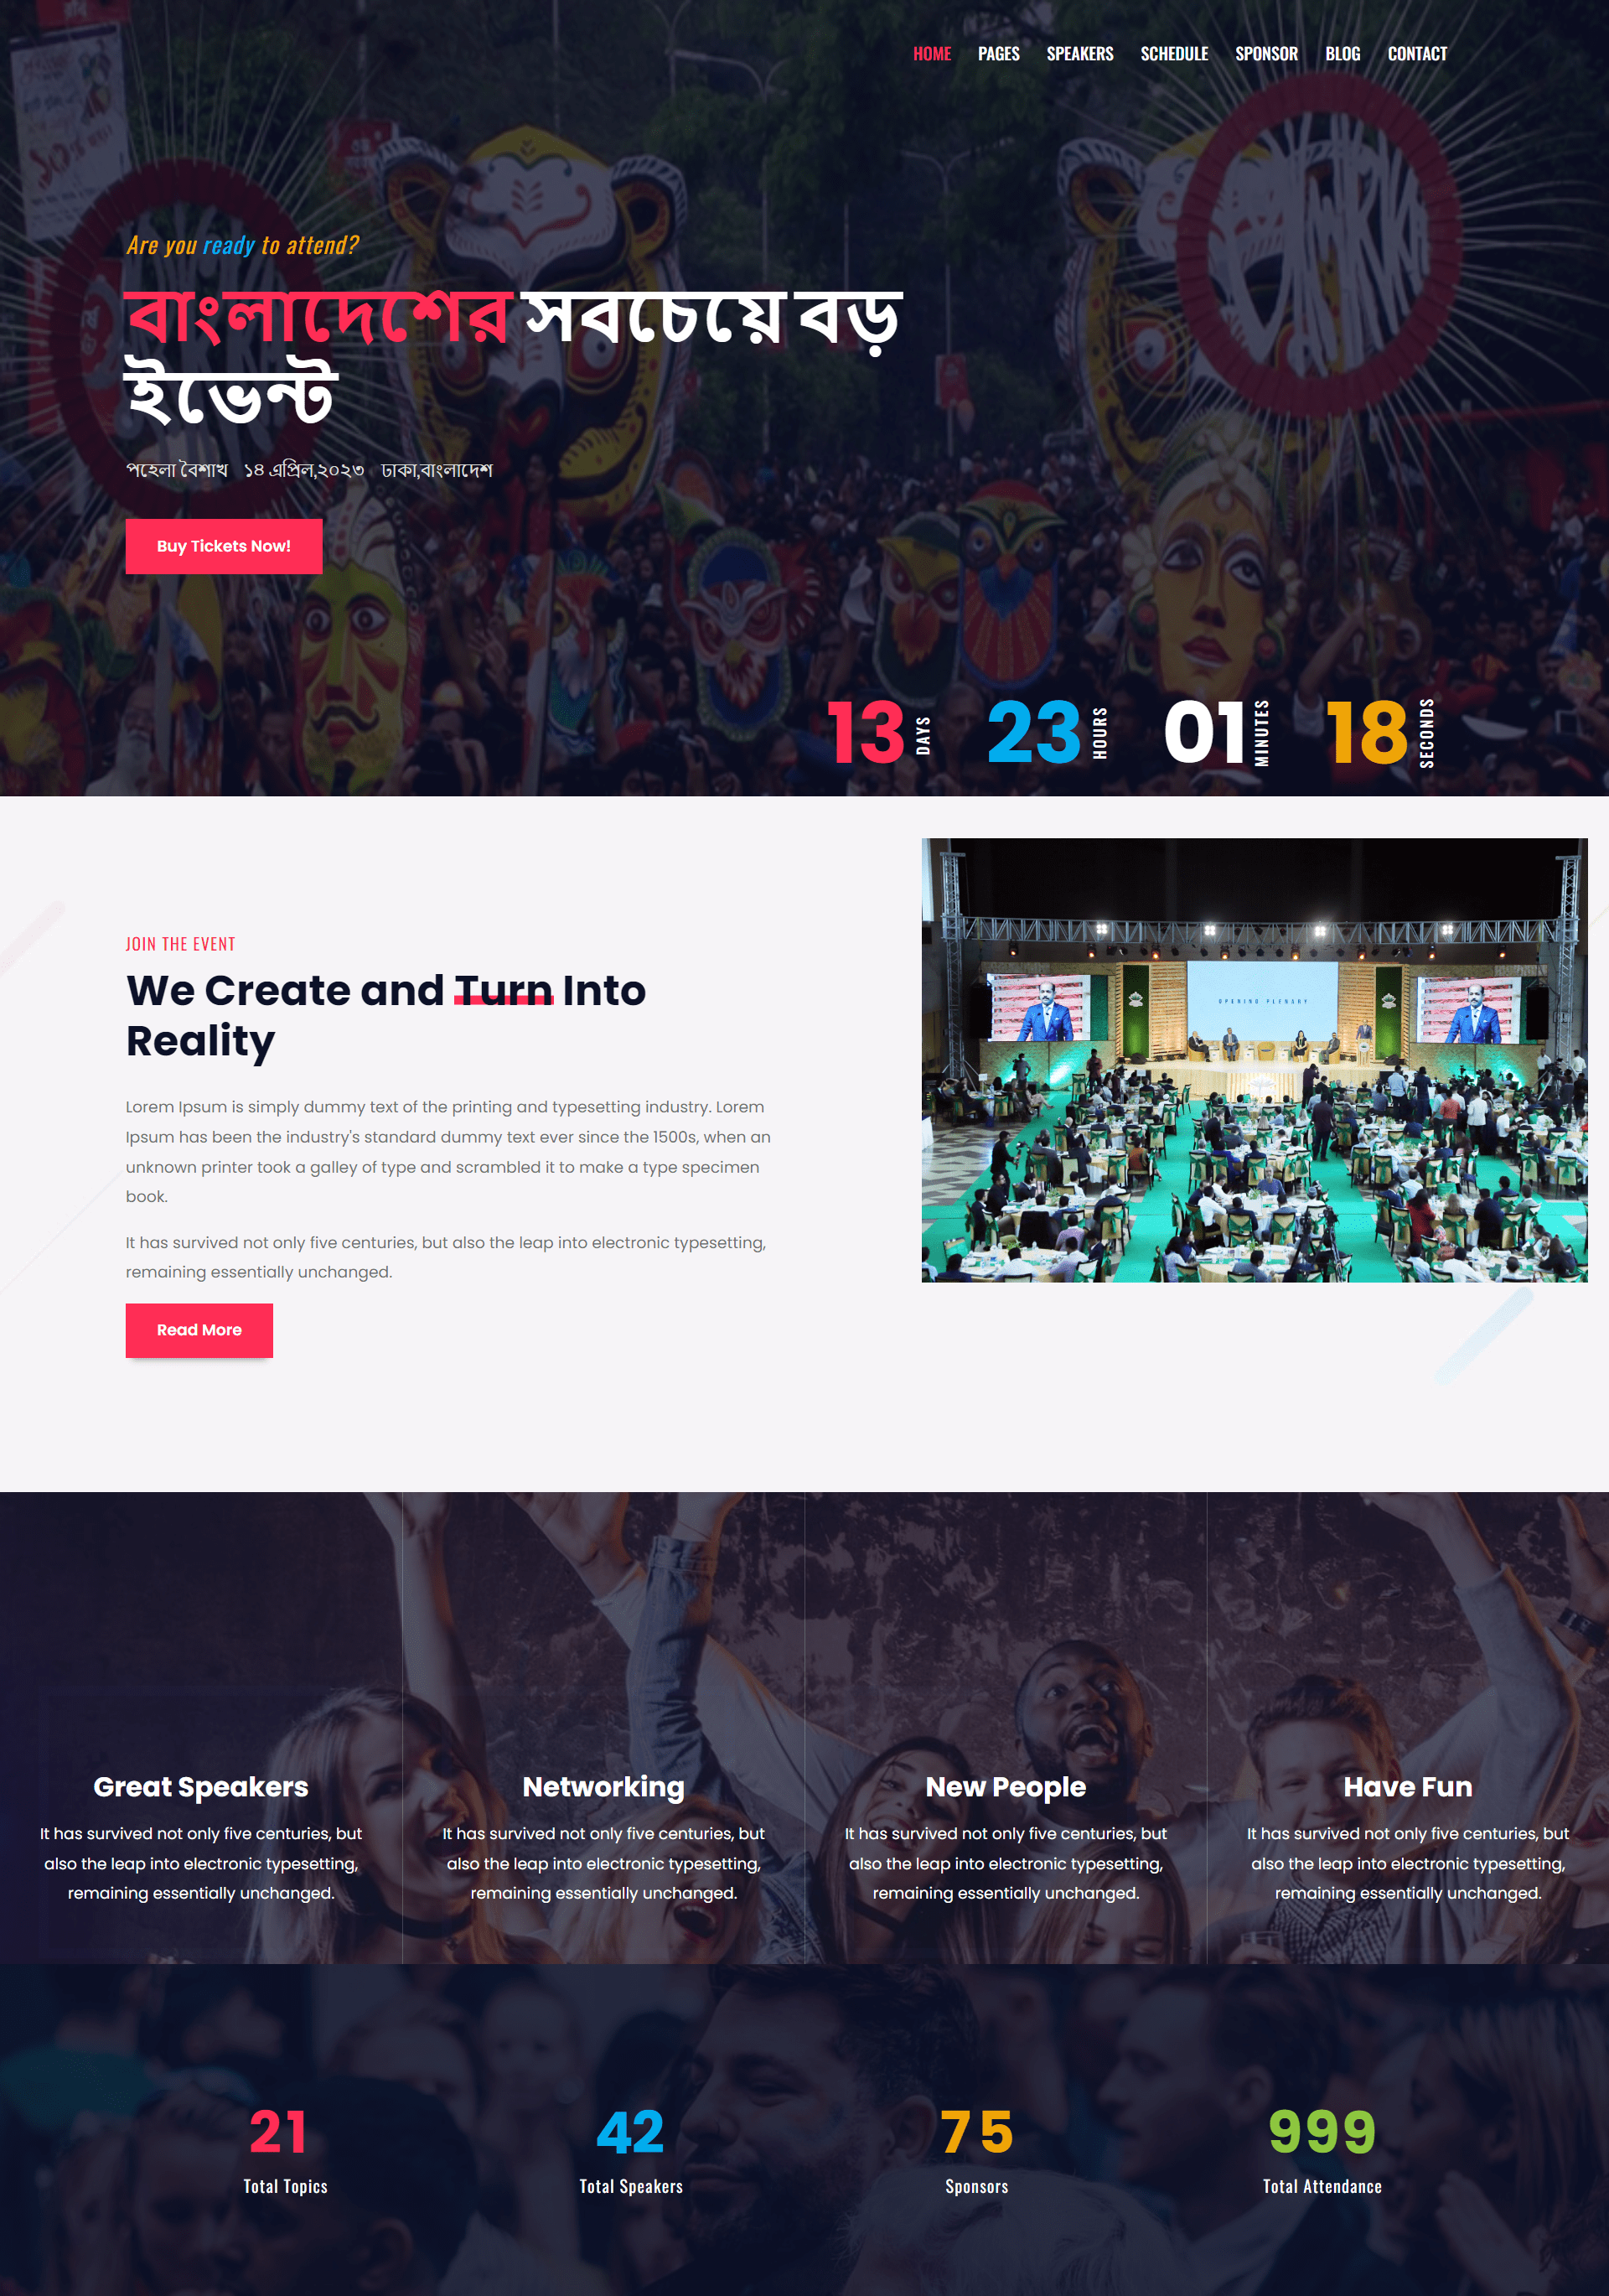 HOME PAGES SPEAKERS SCHEDULE SPONSOR BLOG CONTACT
Are you ready to attend?
বাংলাদেশের সবচেয়ে বড়
ইভেন্ট
পহেলা বৈশাখ ১৪ এপ্রিল,২০২৩ ঢাকা,বাংলাদেশ
Buy Tickets Now!
13 DAYS 23 HOURS 01 MINUTES 18 SECONDS
JOIN THE EVENT
We Create and Turn Into
Reality
Lorem Ipsum is simply dummy text of the printing and typesetting industry. Lorem
Ipsum has been the industry's standard dummy text ever since the 1500s, when an
unknown printer took a galley of type and scrambled it to make a type specimen
book.
It has survived not only five centuries, but also the leap into electronic typesetting,
remaining essentially unchanged.
Read More
OPENING PLENARY
Great Speakers
It has survived not only five centuries, but
also the leap into electronic typesetting,
remaining essentially unchanged.
Networking
It has survived not only five centuries, but
also the leap into electronic typesetting,
remaining essentially unchanged.
New People
It has survived not only five centuries, but
also the leap into electronic typesetting,
remaining essentially unchanged.
Have Fun
It has survived not only five centuries, but
also the leap into electronic typesetting,
remaining essentially unchanged.
21
Total Topics
42
Total Speakers
75
Sponsors
999
Total Attendance